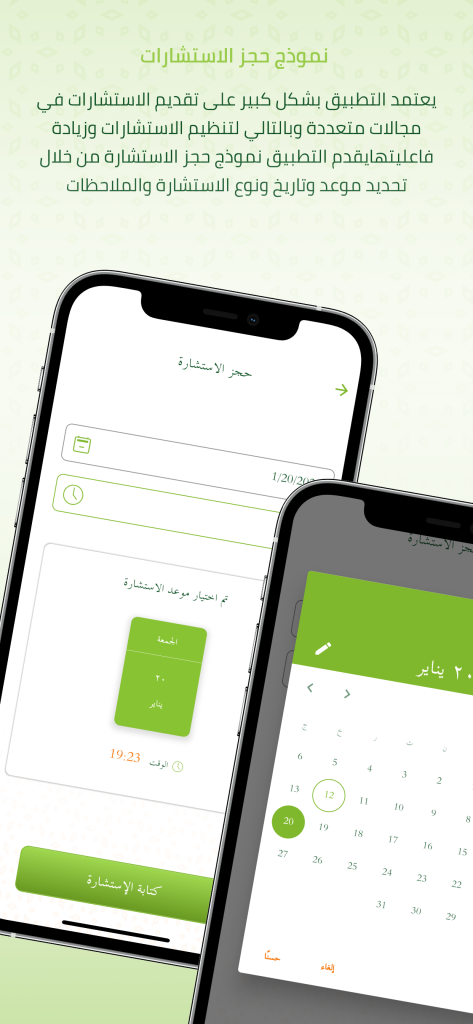 نموذج حجز الاستشارات
يعتمد التطبيق بشكل كبير على تقديم الاستشارات في
مجالات متعددة وبالتالي لتنظيم الاستشارات وزيادة
فاعليتهايقدم التطبيق نموذج حجز الاستشارة من خلال
تحديد موعد وتاريخ ونوع الاستشارة والملاحظات
حجز الاستشارة
1/20/20
تم اختيار موعد الاستشارة
الجمعة
٢٠
يناير
الوقت 19:23
كتابة الإستشارة
حجز الاستشارة
٢٠ يناير
ج خ ر ث ن
6 5 4 3 2
13 12 11 10 9 8
20 19 18 17 16 15
27 26 25 24 23 22
31 30 29
حسنًا إلغاء